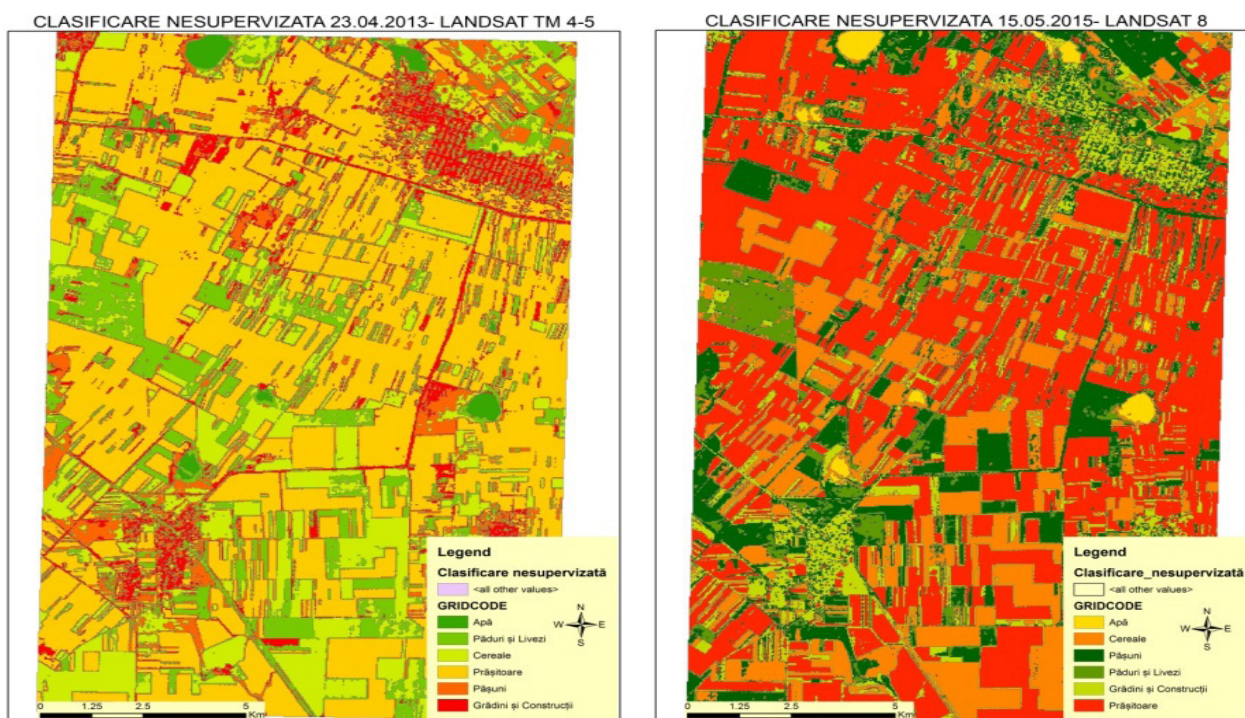 CLASIFICARE NESUPERVIZATA 23.04.2013- LANDSAT TM 4-5
Legend
Clasificare nesupervizată
<all other values>
GRIDCODE
Apă
Păduri și Livezi
Cereale
Prășitoare
Pășuni
Grădini și Construcții
N
W E
S
0 1.25 2.5 5
Km
CLASIFICARE NESUPERVIZATA 15.05.2015- LANDSAT 8
Legend
Clasificare_nesupervizată
<all other values>
GRIDCODE
Apă
Cereale
Pășuni
Păduri și Livezi
Grădini și Construcții
Prășitoare
N
W E
S
0 1.25 2.5 5
Km